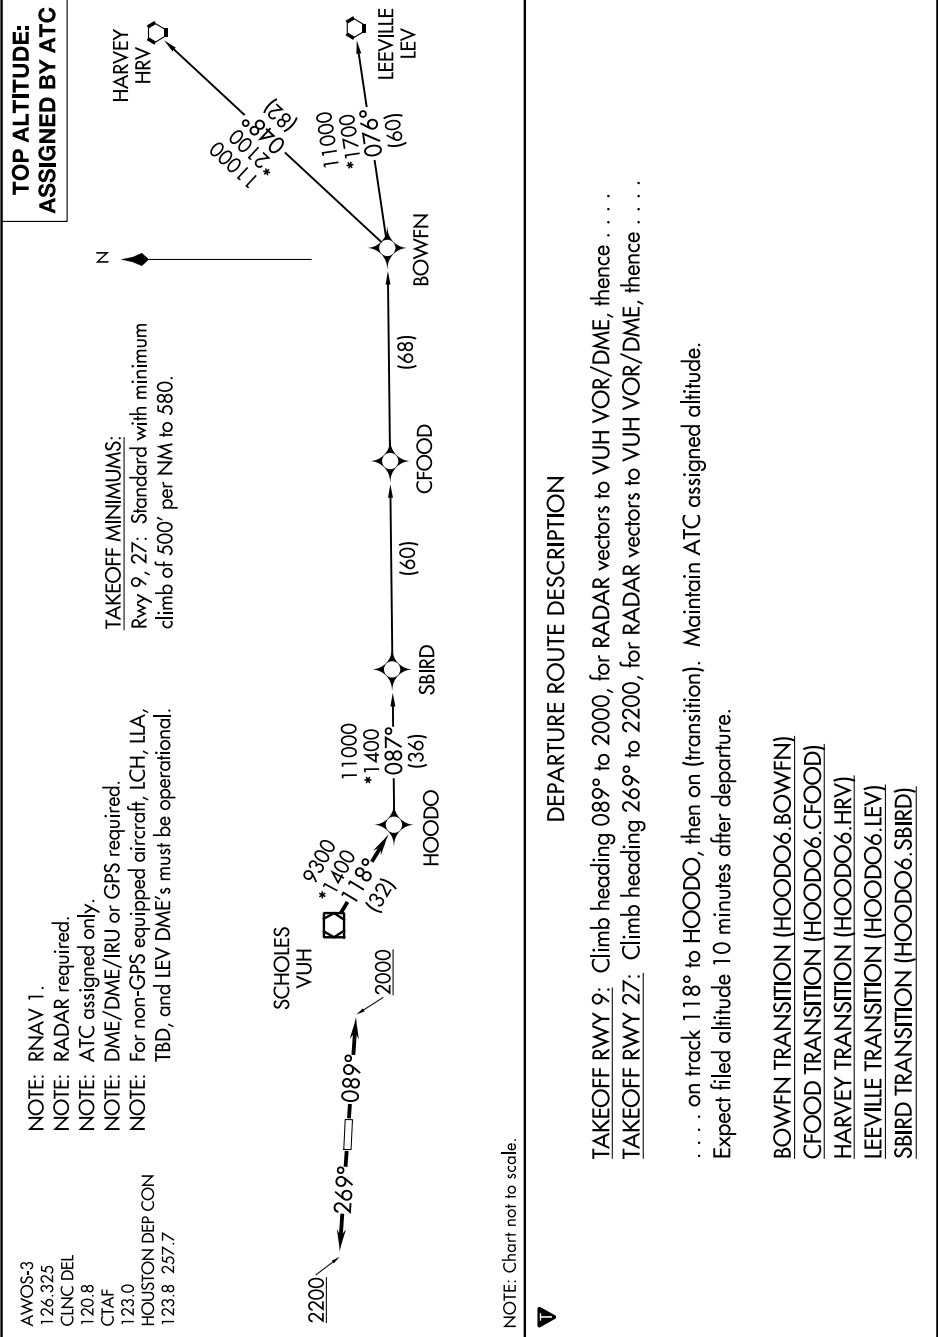 TOP ALTITUDE:
ASSIGNED BY ATC
AWOS-3
126.325
CLNC DEL
120.8
CTAF
123.0
HOUSTON DEP CON
123.8 257.7
NOTE: RNAV 1.
NOTE: RADAR required.
NOTE: ATC assigned only.
NOTE: DME/DME/IRU or GPS required.
NOTE: For non-GPS equipped aircraft, LCH, LLA,
TBD, and LEV DME's must be operational.
TAKEOFF MINIMUMS:
Rwy 9, 27: Standard with minimum
climb of 500' per NM to 580.
N
HARVEY
HRV
11000
*2100
048°
(82)
LEEVILLE
LEV
11000
*1700
076°
(60)
BOWFN
(68)
CFOOD
(60)
SBIRD
11000
*1400
087°
(36)
HOODO
9300
*1400
118°
(32)
SCHOLES
VUH
2000
089°
269°
2200
NOTE: Chart not to scale.
T
DEPARTURE ROUTE DESCRIPTION
TAKEOFF RWY 9: Climb heading 089° to 2000, for RADAR vectors to VUH VOR/DME, thence . . . .
TAKEOFF RWY 27: Climb heading 269° to 2200, for RADAR vectors to VUH VOR/DME, thence . . . .
. . . . on track 118° to HOODO, then on (transition). Maintain ATC assigned altitude.
Expect filed altitude 10 minutes after departure.
BOWFN TRANSITION (HOODO6.BOWFN)
CFOOD TRANSITION (HOODO6.CFOOD)
HARVEY TRANSITION (HOODO6.HRV)
LEEVILLE TRANSITION (HOODO6.LEV)
SBIRD TRANSITION (HOODO6.SBIRD)